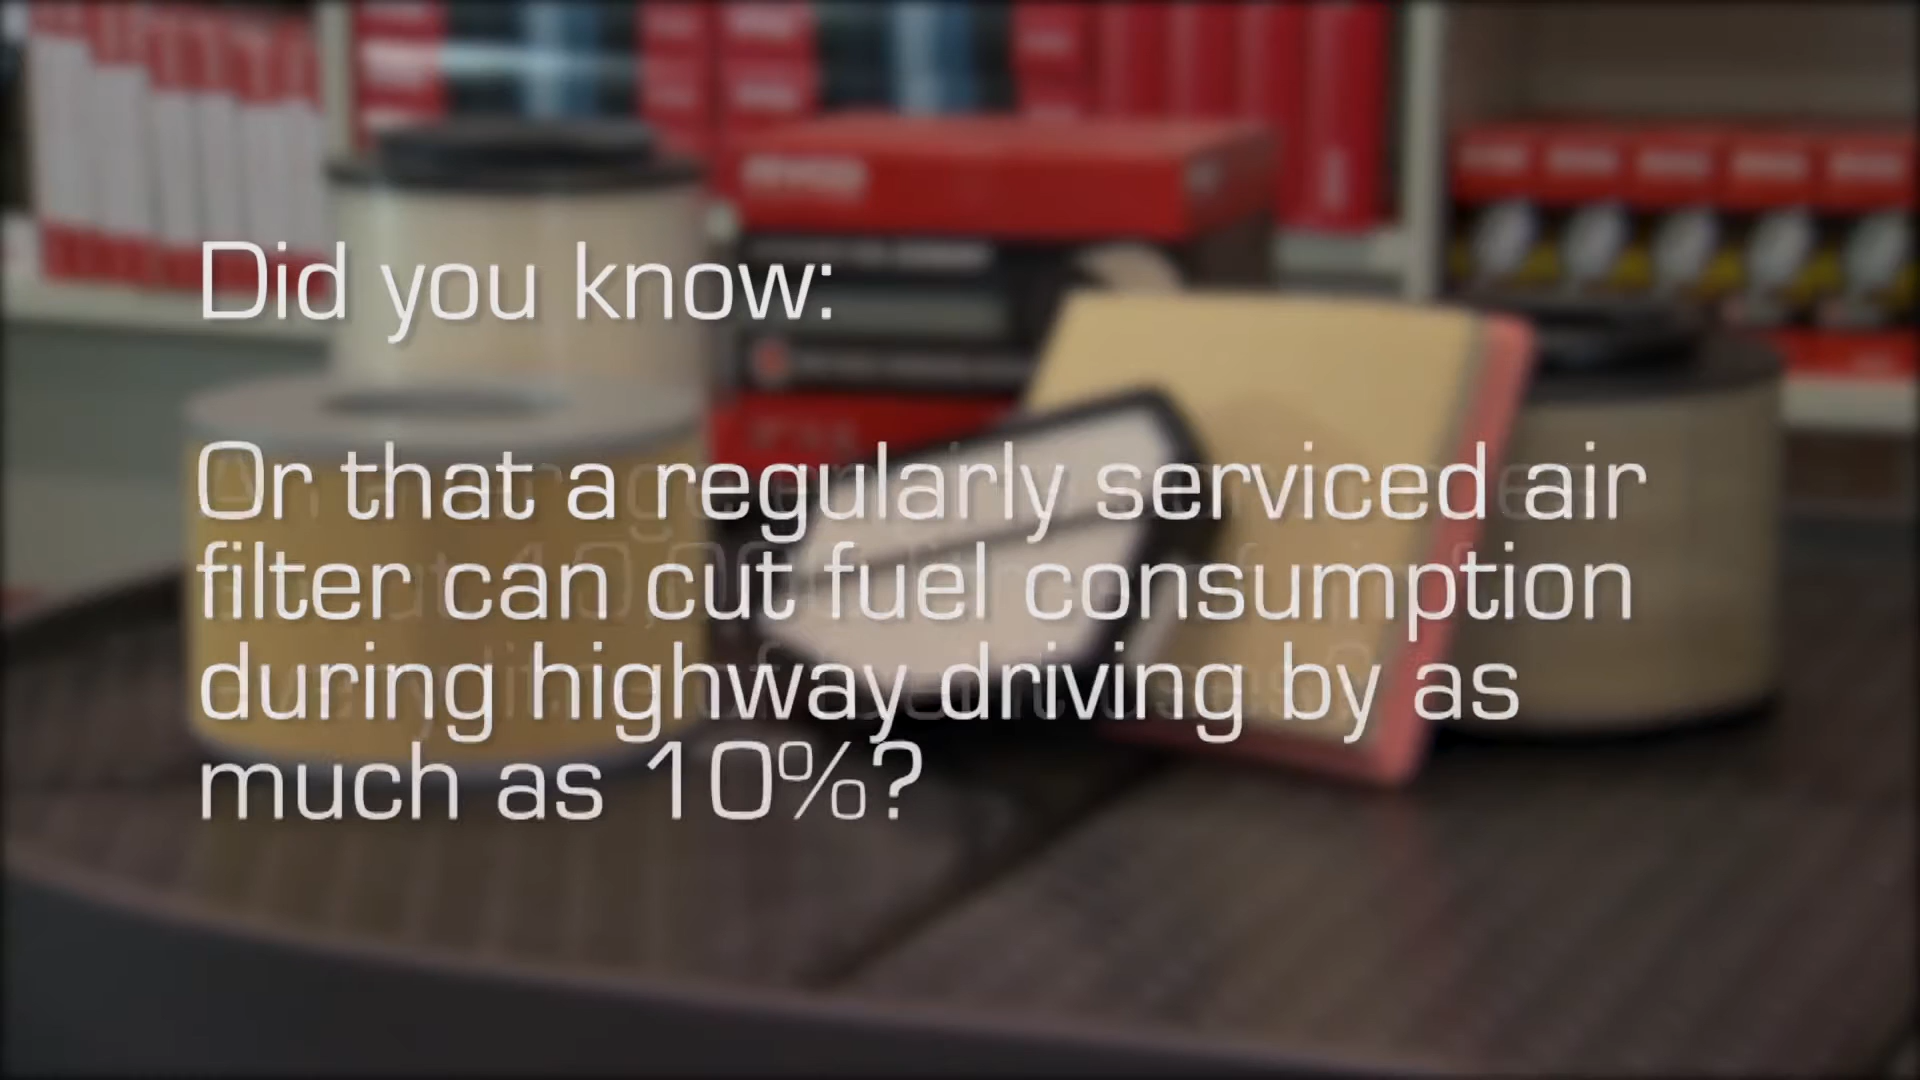 Did you know:
Or that a regularly serviced air
filter can cut fuel consumption
during highway driving by as
much as 10%?